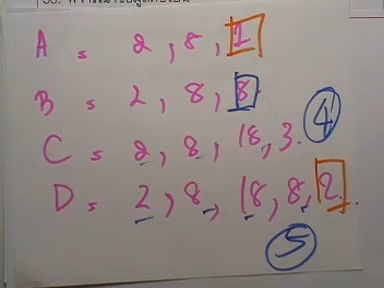 A = 2, 8, 1
B = 2, 8, 8
C = 2, 8, 18, 3. 4
D = 2, 8, 18, 8, 2.
5